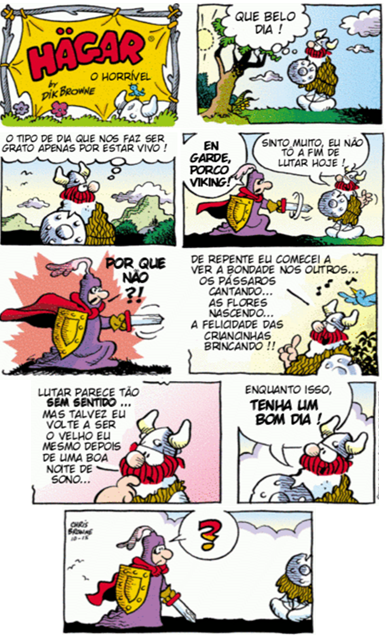 HÄGAR
O HORRÍVEL
by
DIK BROWNE
QUE BELO
DIA !
O TIPO DE DIA QUE NOS FAZ SER
GRATO APENAS POR ESTAR VIVO !
EN
GARDE,
PORCO
VIKING!
SINTO MUITO, EU NÃO
TÔ A FIM DE
LUTAR HOJE !
POR QUE
NÃO
?!
DE REPENTE EU COMECEI A
VER A BONDADE NOS OUTROS...
OS PÁSSAROS
CANTANDO...
AS FLORES
NASCENDO...
A FELICIDADE DAS
CRIANCINHAS
BRINCANDO !!
LUTAR PARECE TÃO
SEM SENTIDO ...
MAS TALVEZ EU
VOLTE A SER
O VELHO EU
MESMO DEPOIS
DE UMA BOA
NOITE DE
SONO...
ENQUANTO ISSO,
TENHA UM
BOM DIA !
CHRIS
BROWNE
?